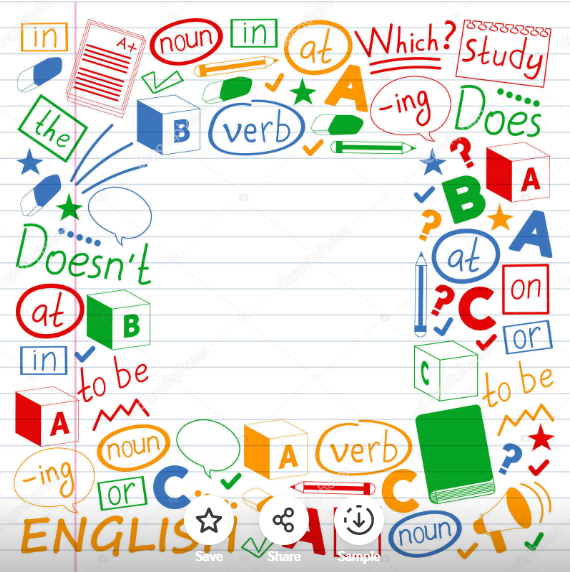 in
A+
noun
in
at
Which?
Study
the
B
verb
A
-ing
Does
?
A
B
A
?
at
Doesn't
at
B
in
to be
A
on
?
C
or
C
to be
noun
A
verb
-ing
or
C
C
?
ENGLISH
A
noun
Save
Share
Sample